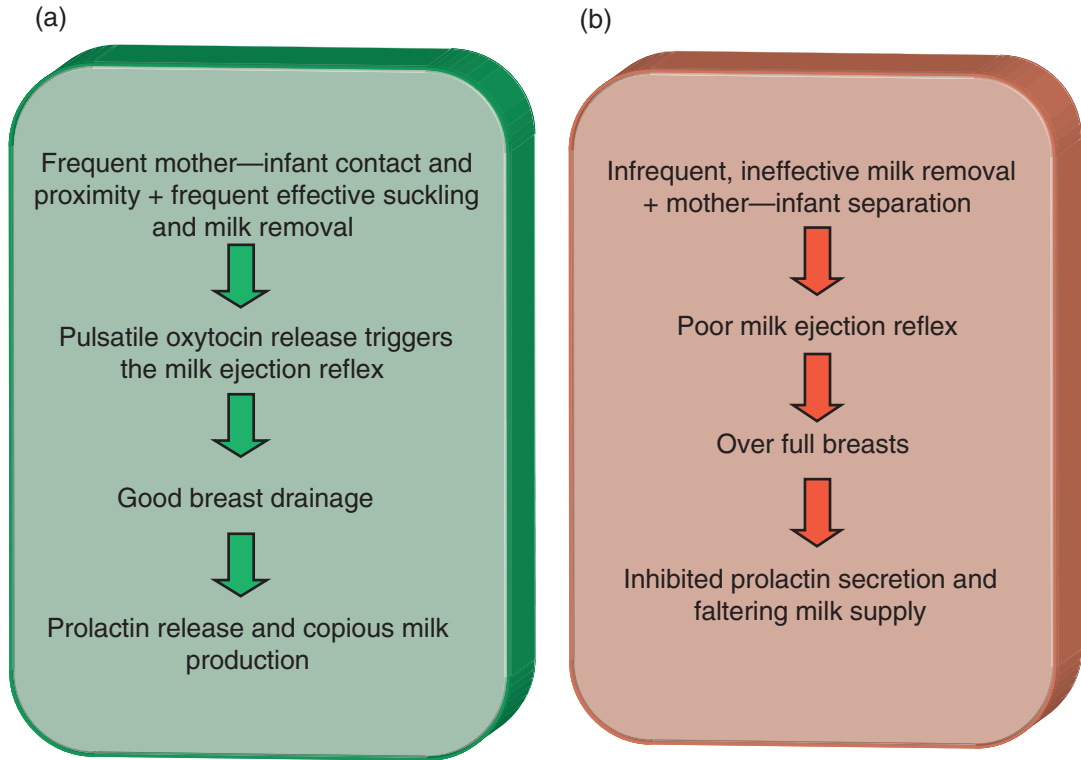 (a)
Frequent mother—infant contact and
proximity + frequent effective suckling
and milk removal
Pulsatile oxytocin release triggers
the milk ejection reflex
Good breast drainage
Prolactin release and copious milk
production
(b)
Infrequent, ineffective milk removal
+ mother—infant separation
Poor milk ejection reflex
Over full breasts
Inhibited prolactin secretion and
faltering milk supply